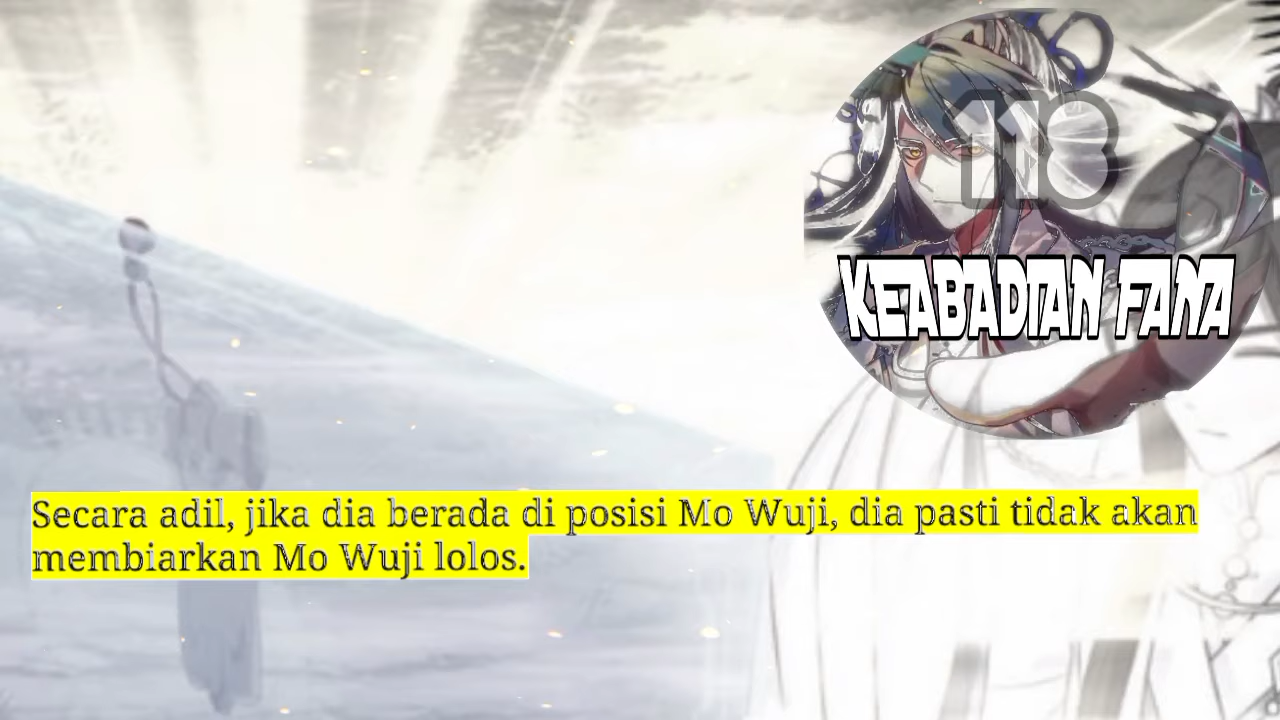 118
KEABADIAN FANA
Secara adil, jika dia berada di posisi Mo Wuji, dia pasti tidak akan
membiarkan Mo Wuji lolos.